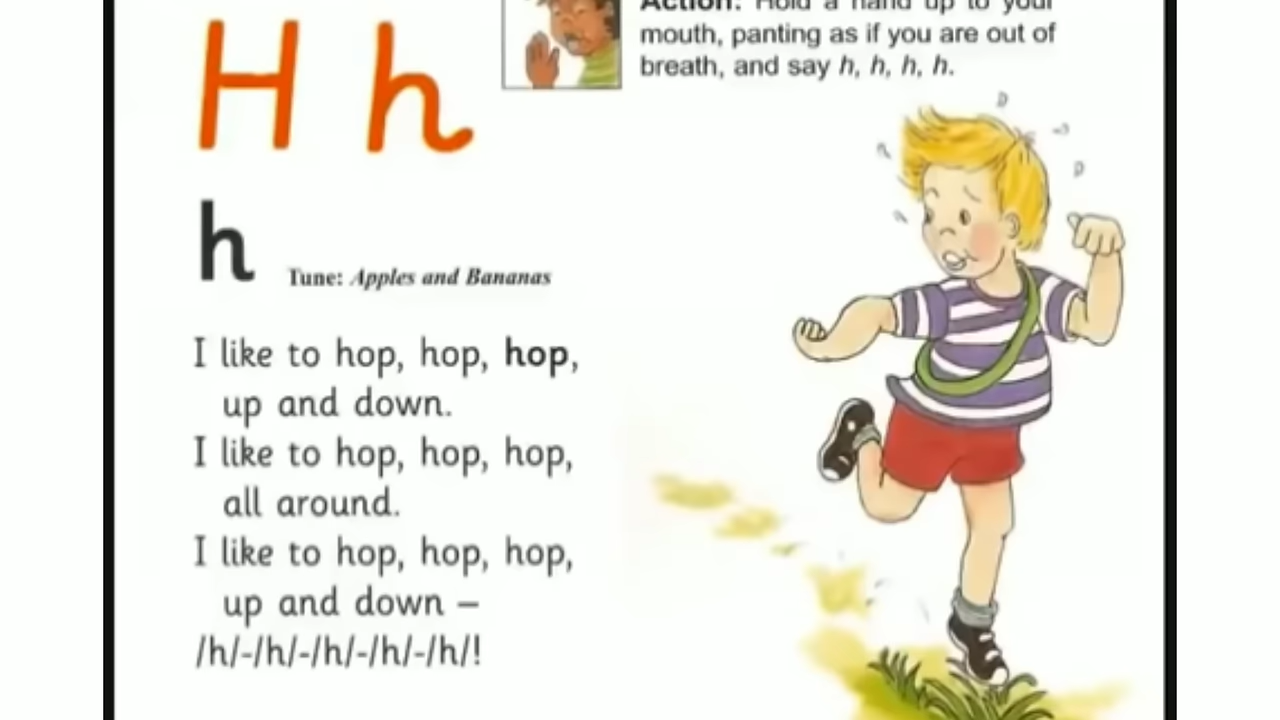 H h
Action: Hold a hand up to your
mouth, panting as if you are out of
breath, and say h, h, h, h.
h
Tune: Apples and Bananas
I like to hop, hop, hop,
up and down.
I like to hop, hop, hop,
all around.
I like to hop, hop, hop,
up and down –
/h/-/h/-/h/-/h/-/h/!